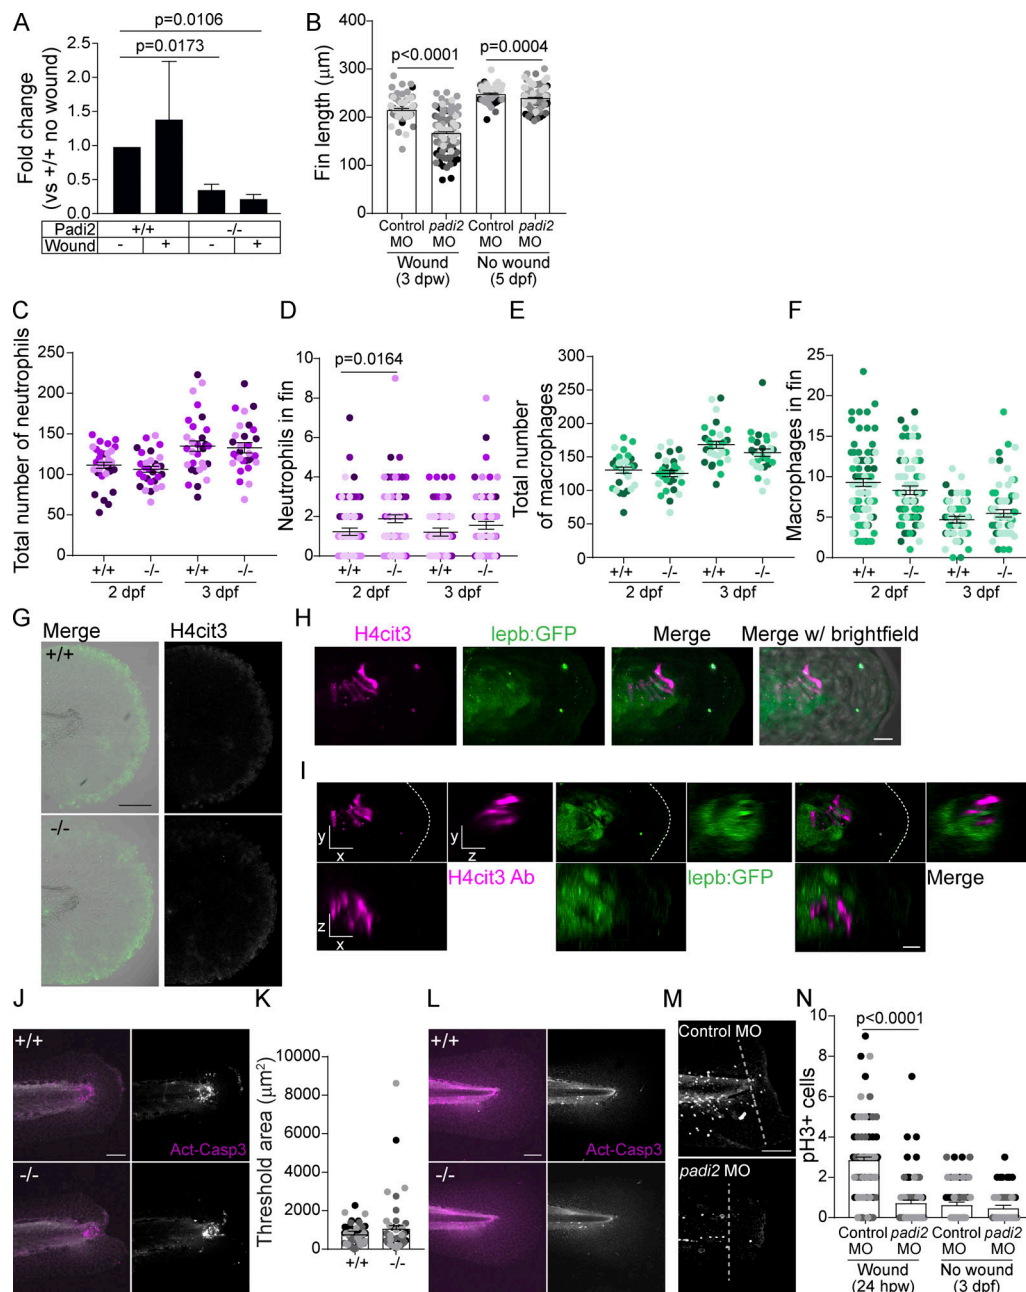 A
p=0.0106
p=0.0173
Fold change
(vs +/+ no wound)
2.5
2.0
1.5
1.0
0.5
0.0
Padi2 +/+ -/-
Wound - + - +
B
p<0.0001 p=0.0004
Fin length (µm)
400
300
200
100
0
Control MO padi2 MO Control MO padi2 MO
Wound No wound
(3 dpw) (5 dpf)
C
Total number of neutrophils
250
200
150
100
50
0
+/+ -/- +/+ -/-
2 dpf 3 dpf
D
p=0.0164
Neutrophils in fin
10
8
6
4
2
0
+/+ -/- +/+ -/-
2 dpf 3 dpf
E
Total number
of macrophages
300
250
200
150
100
50
0
+/+ -/- +/+ -/-
2 dpf 3 dpf
F
Macrophages in fin
25
20
15
10
5
0
+/+ -/- +/+ -/-
2 dpf 3 dpf
G
Merge H4cit3
+/+
-/-
H
H4cit3 lepb:GFP Merge Merge w/ brightfield
I
y
x
y
z
z
x
H4cit3 Ab
lepb:GFP
Merge
J
+/+
Act-Casp3
-/-
K
Threshold area (µm²)
10000
8000
6000
4000
2000
0
+/+ -/-
L
+/+
Act-Casp3
-/-
M
Control MO
padi2 MO
N
p<0.0001
pH3+ cells
10
8
6
4
2
0
Control MO padi2 MO Control MO padi2 MO
Wound No wound
(24 hpw) (3 dpf)